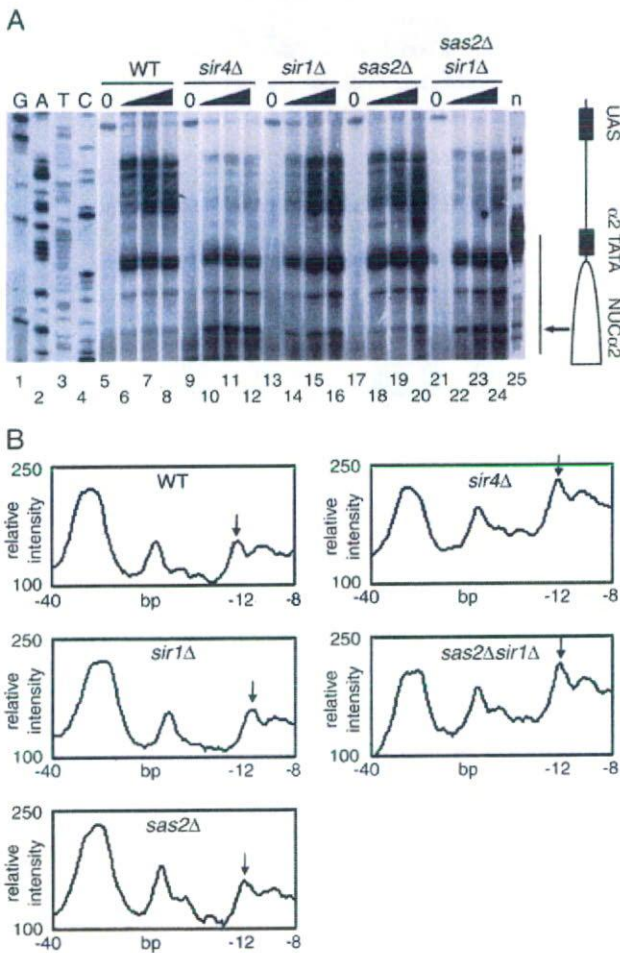 A
WT
sir4Δ
sir1Δ
sas2Δ
sas2Δ
sir1Δ
G A T C 0 0 0 0 0 n
UAS
α2 TATA
NUCα2
1 3 5 7 9 11 13 15 17 19 21 23 25
2 4 6 8 10 12 14 16 18 20 22 24
B
250
relative
intensity
100
WT
-40 bp -12 -8
250
relative
intensity
100
sir4Δ
-40 bp -12 -8
250
relative
intensity
100
sir1Δ
-40 bp -12 -8
250
relative
intensity
100
sas2Δsir1Δ
-40 bp -12 -8
250
relative
intensity
100
sas2Δ
-40 bp -12 -8